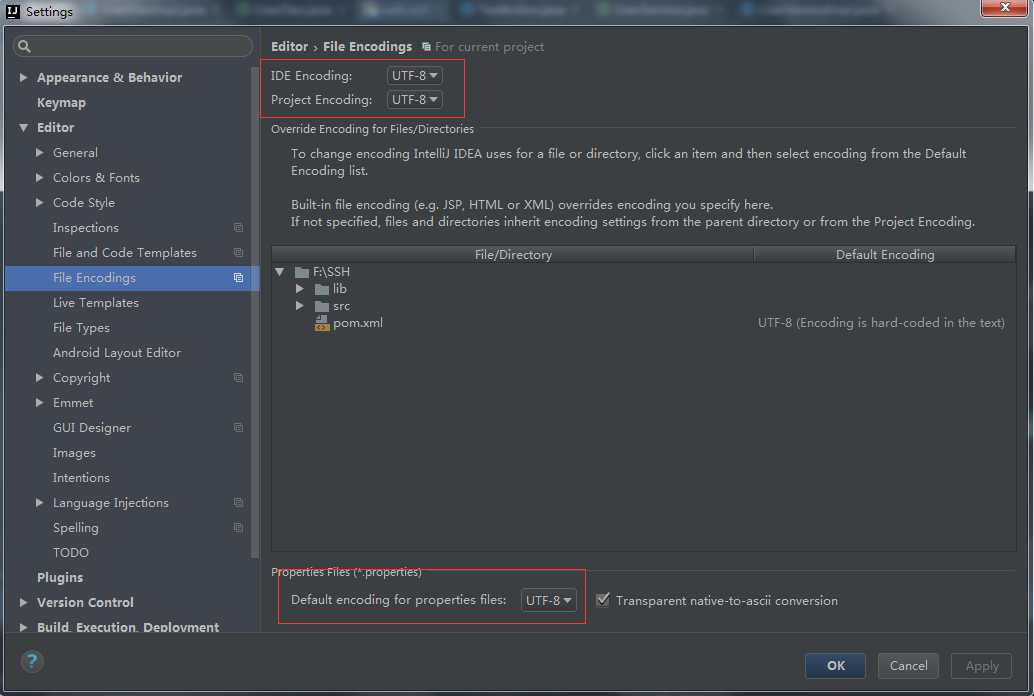 Settings
Editor › File Encodings For current project
Appearance & Behavior
Keymap
Editor
General
Colors & Fonts
Code Style
Inspections
File and Code Templates
File Encodings
Live Templates
File Types
Android Layout Editor
Copyright
Emmet
GUI Designer
Images
Intentions
Language Injections
Spelling
TODO
Plugins
Version Control
Build, Execution, Deployment
IDE Encoding: UTF-8
Project Encoding: UTF-8
Override Encoding for Files/Directories
To change encoding IntelliJ IDEA uses for a file or directory, click an item and then select encoding from the Default
Encoding list.
Built-in file encoding (e.g. JSP, HTML or XML) overrides encoding you specify here.
If not specified, files and directories inherit encoding settings from the parent directory or from the Project Encoding.
File/Directory Default Encoding
F:\SSH
lib
src
pom.xml UTF-8 (Encoding is hard-coded in the text)
Properties Files (*.properties)
Default encoding for properties files: UTF-8 Transparent native-to-ascii conversion
? OK Cancel Apply